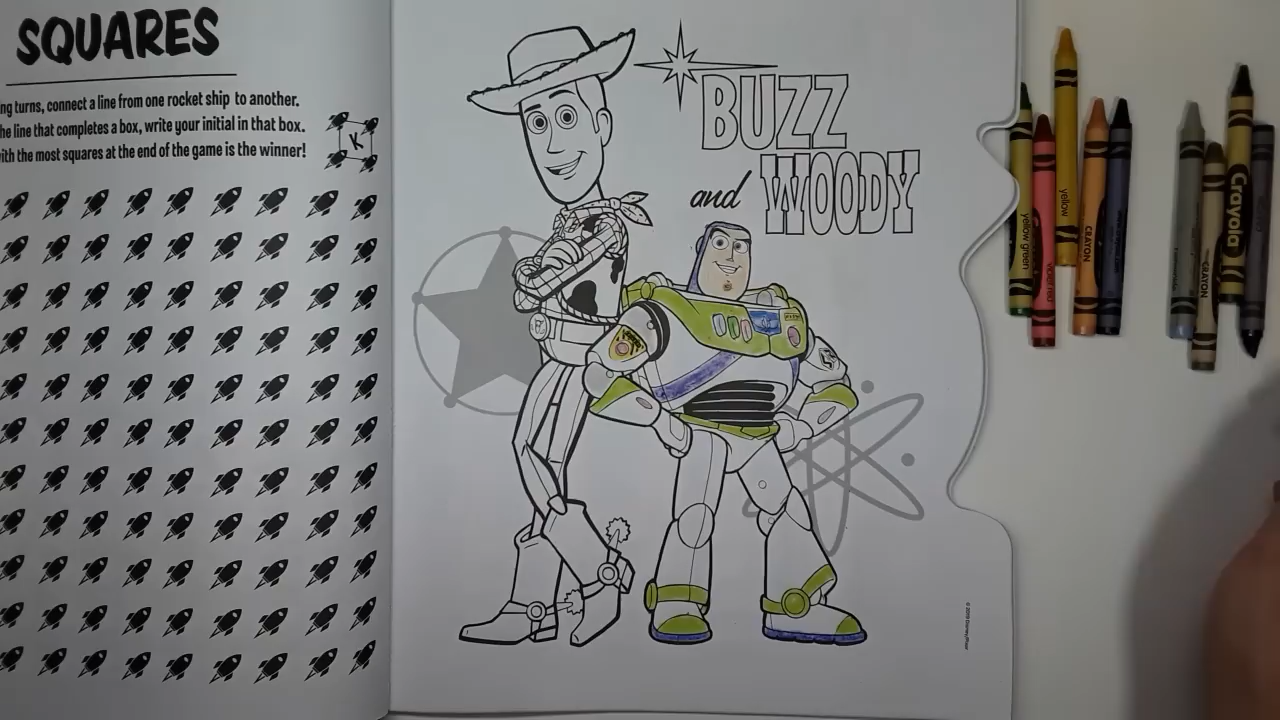 SQUARES
ng turns, connect a line from one rocket ship to another.
he line that completes a box, write your initial in that box.
with the most squares at the end of the game is the winner!
K
BUZZ
and WOODY
yellow green
yellow
CRAYON
CRAYON
Crayola